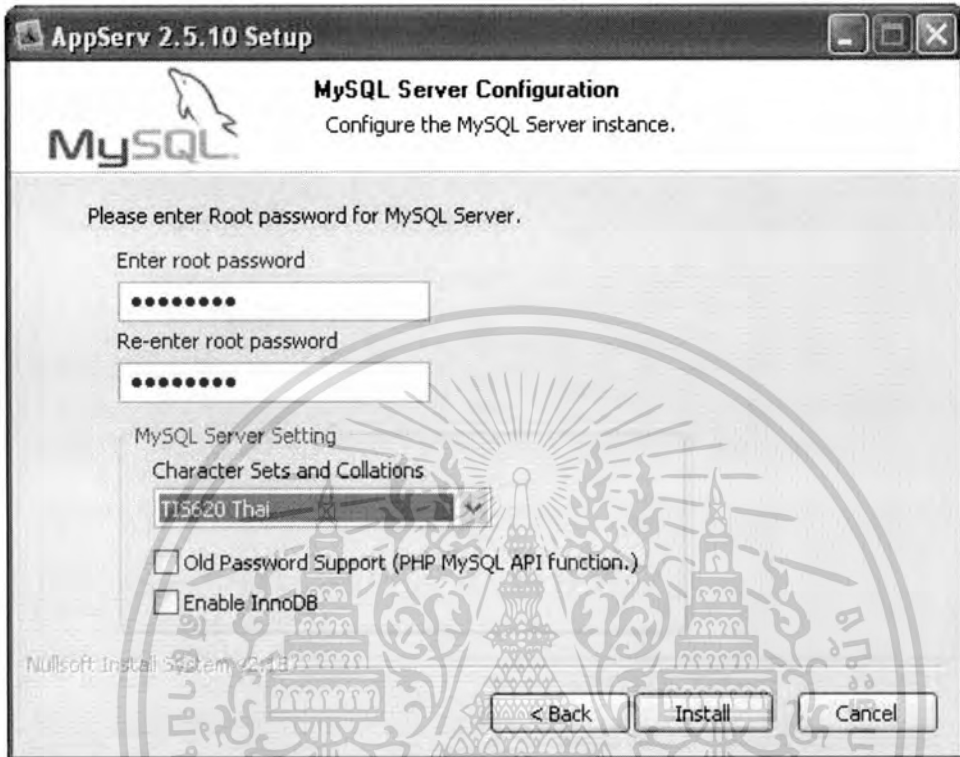 AppServ 2.5.10 Setup
MySQL
MySQL Server Configuration
Configure the MySQL Server instance.
Please enter Root password for MySQL Server.
Enter root password
••••••••
Re-enter root password
••••••••
MySQL Server Setting
Character Sets and Collations
TIS620 Thai
Old Password Support (PHP MySQL API function.)
Enable InnoDB
Nullsoft Install System
< Back Install Cancel